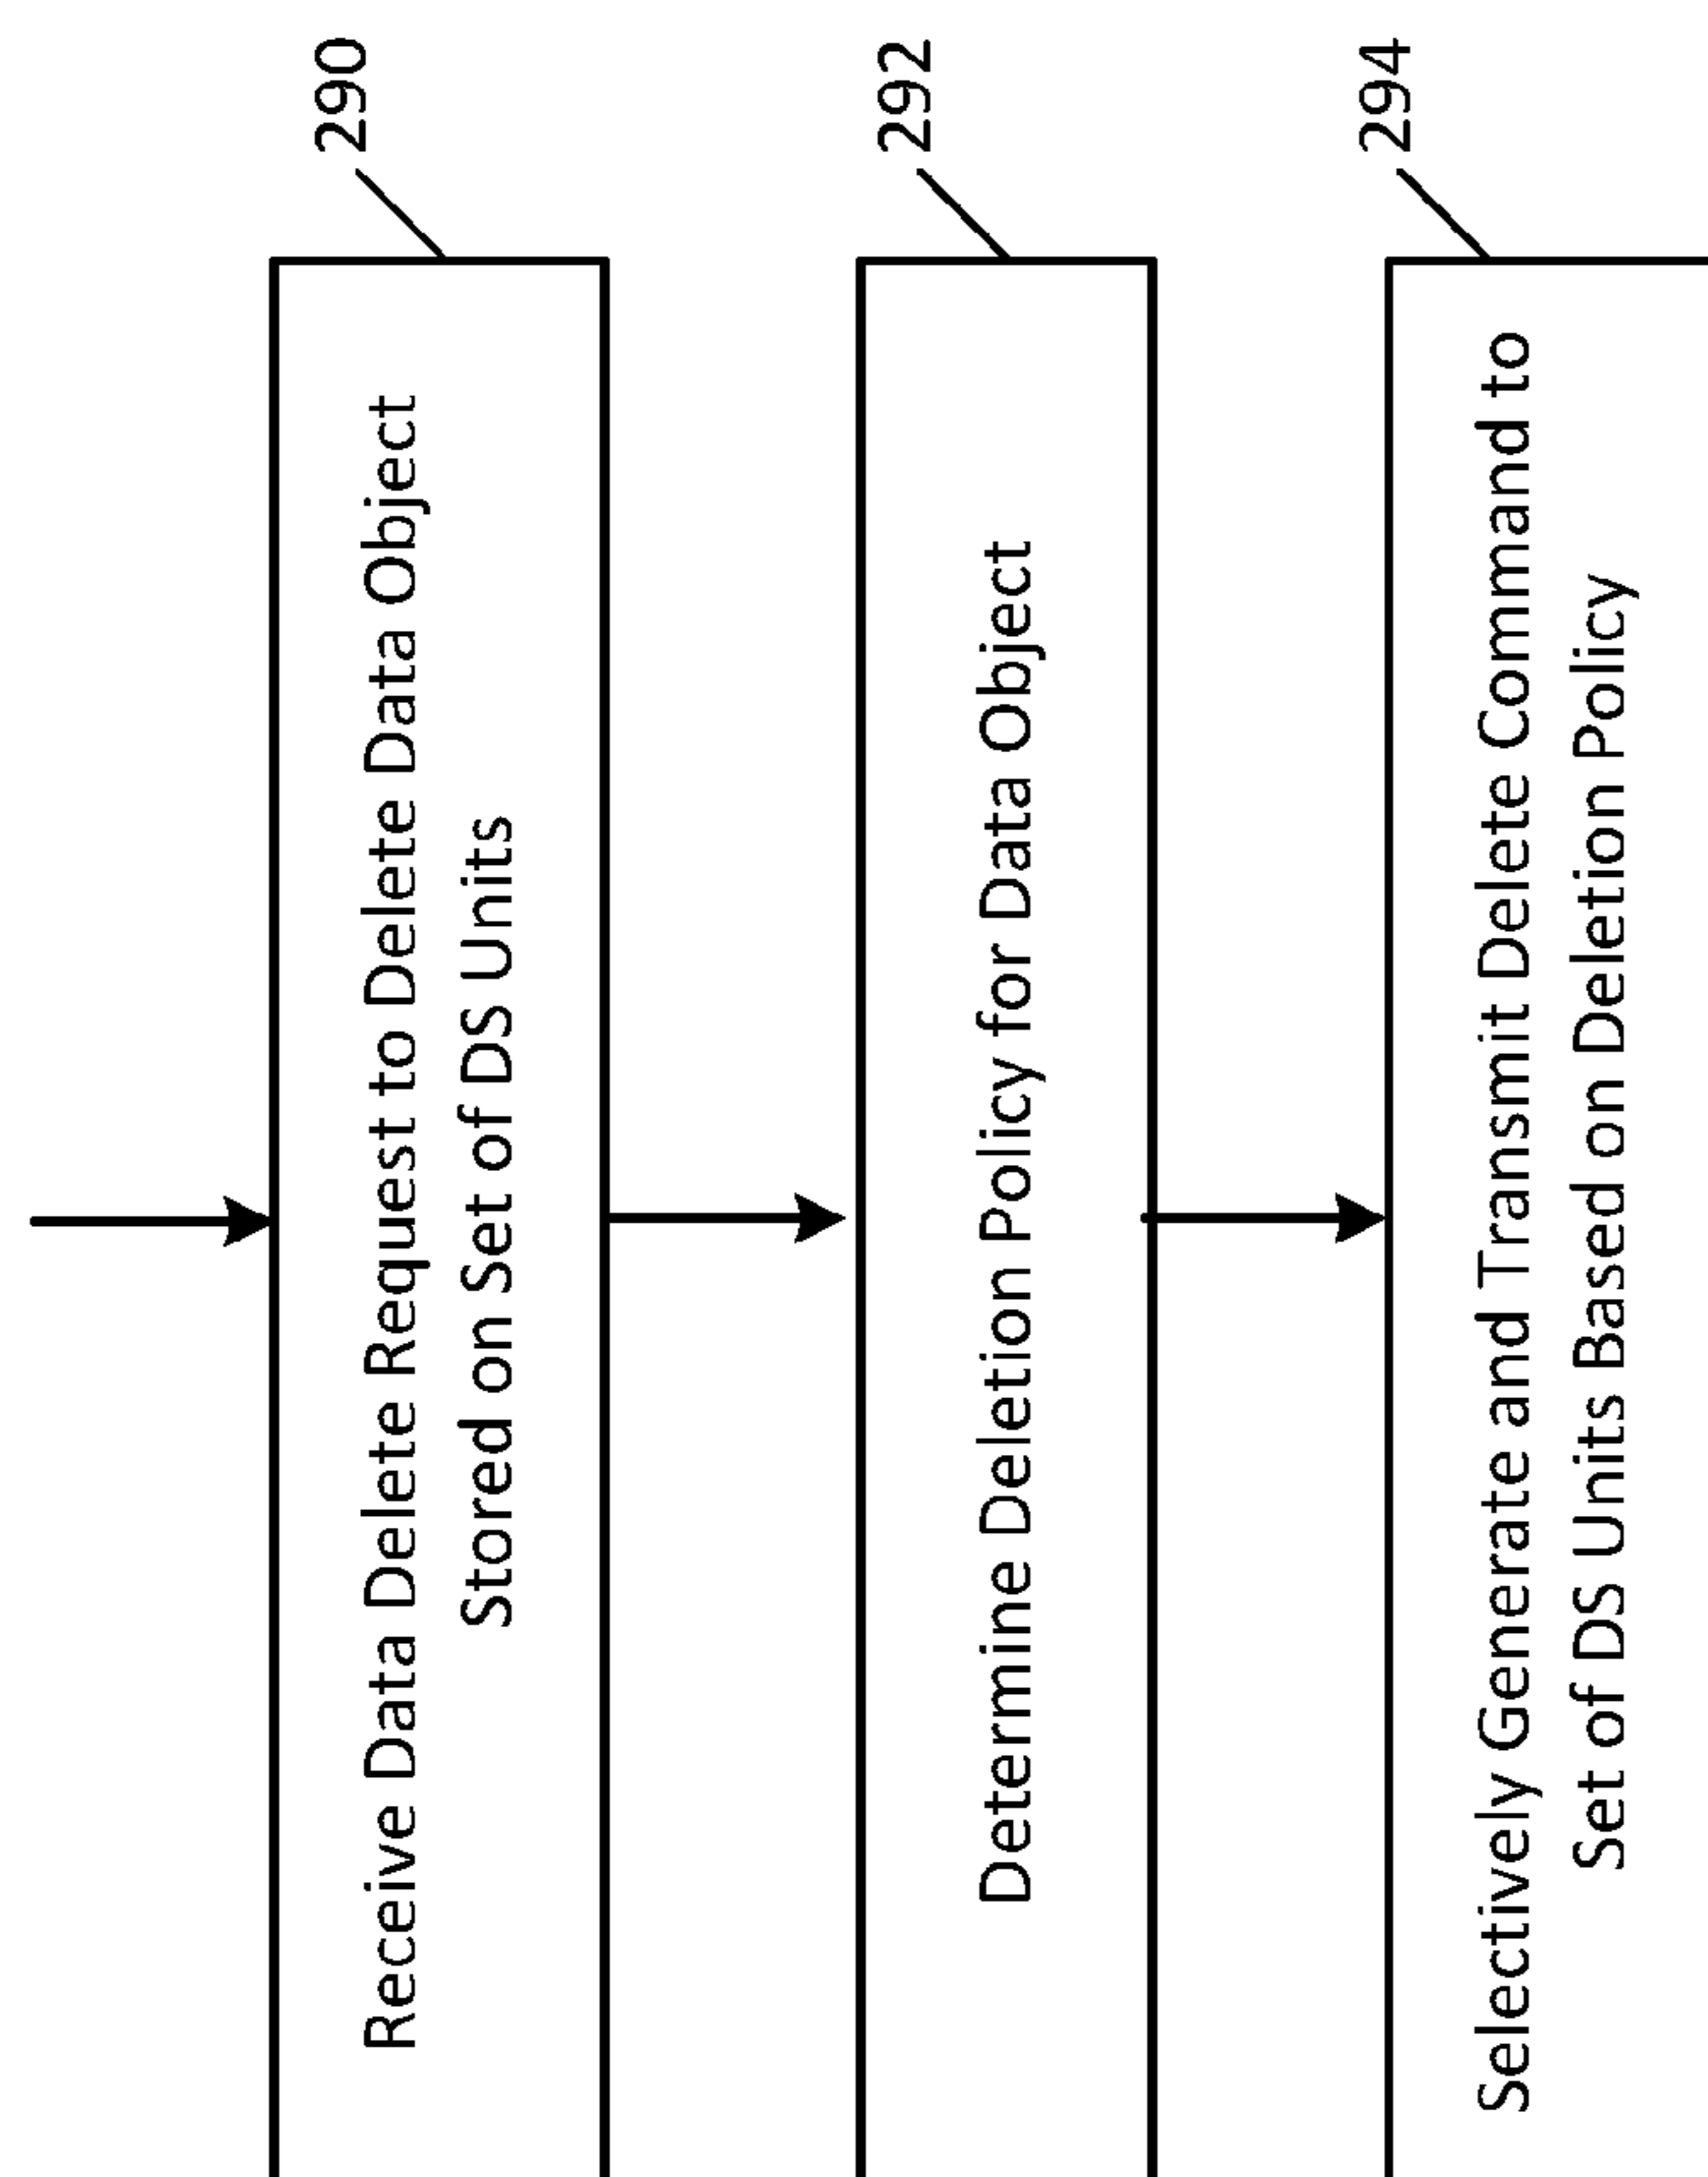 290
Receive Data Delete Request to Delete Data Object
Stored on Set of DS Units
292
Determine Deletion Policy for Data Object
294
Selectively Generate and Transmit Delete Command to
Set of DS Units Based on Deletion Policy